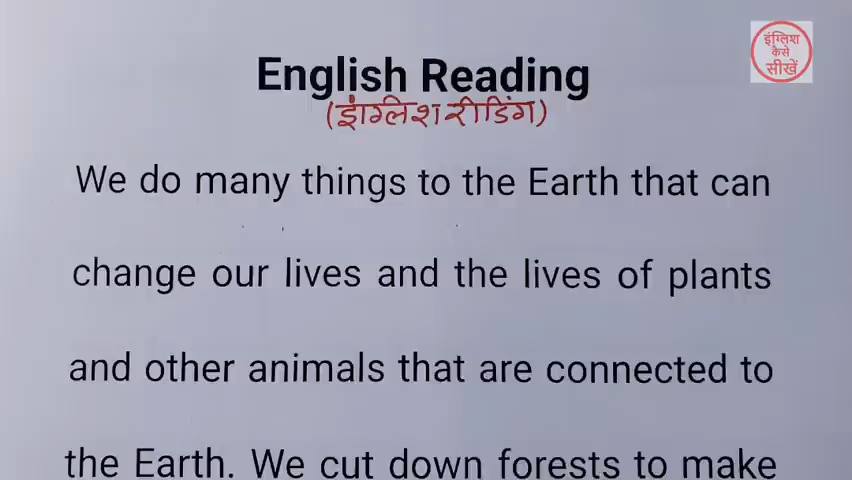 इंग्लिश
कैसे
सीखें
English Reading
(इंग्लिश रीडिंग)
We do many things to the Earth that can
change our lives and the lives of plants
and other animals that are connected to
the Earth. We cut down forests to make